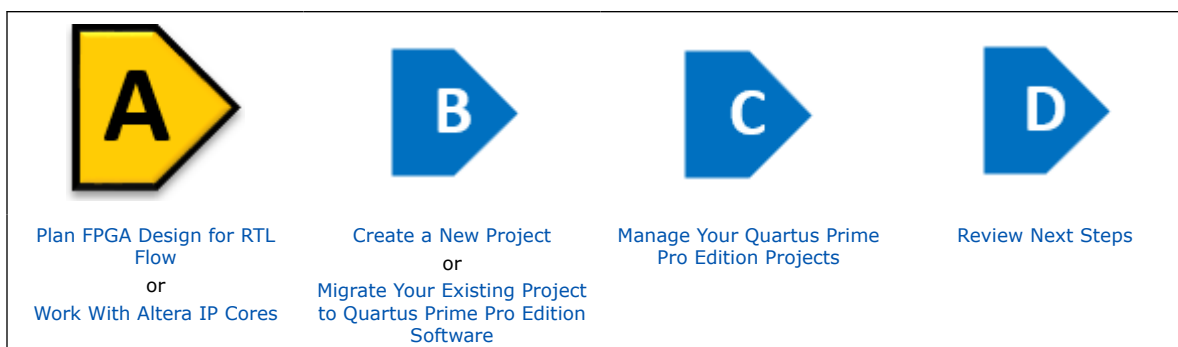 A
B
C
D
Plan FPGA Design for RTL
Flow
or
Work With Altera IP Cores
Create a New Project
or
Migrate Your Existing Project
to Quartus Prime Pro Edition
Software
Manage Your Quartus Prime
Pro Edition Projects
Review Next Steps